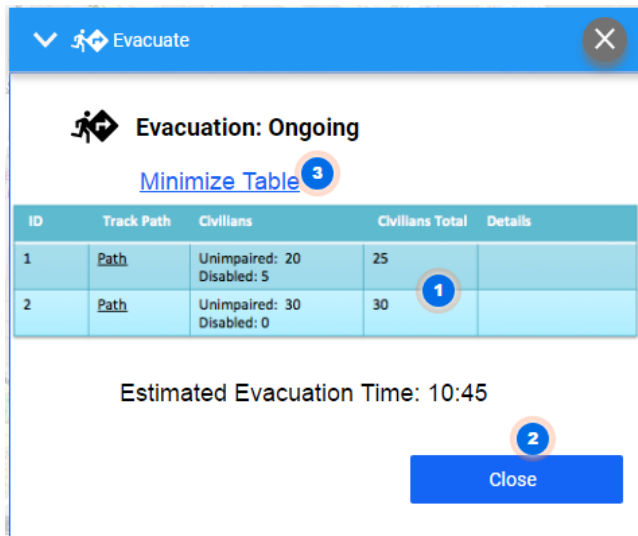 Evacuate
Evacuation: Ongoing
Minimize Table 3
ID Track Path Civilians Civilians Total Details
1 Path Unimpaired: 20 25
Disabled: 5
1
2 Path Unimpaired: 30 30
Disabled: 0
Estimated Evacuation Time: 10:45
2
Close